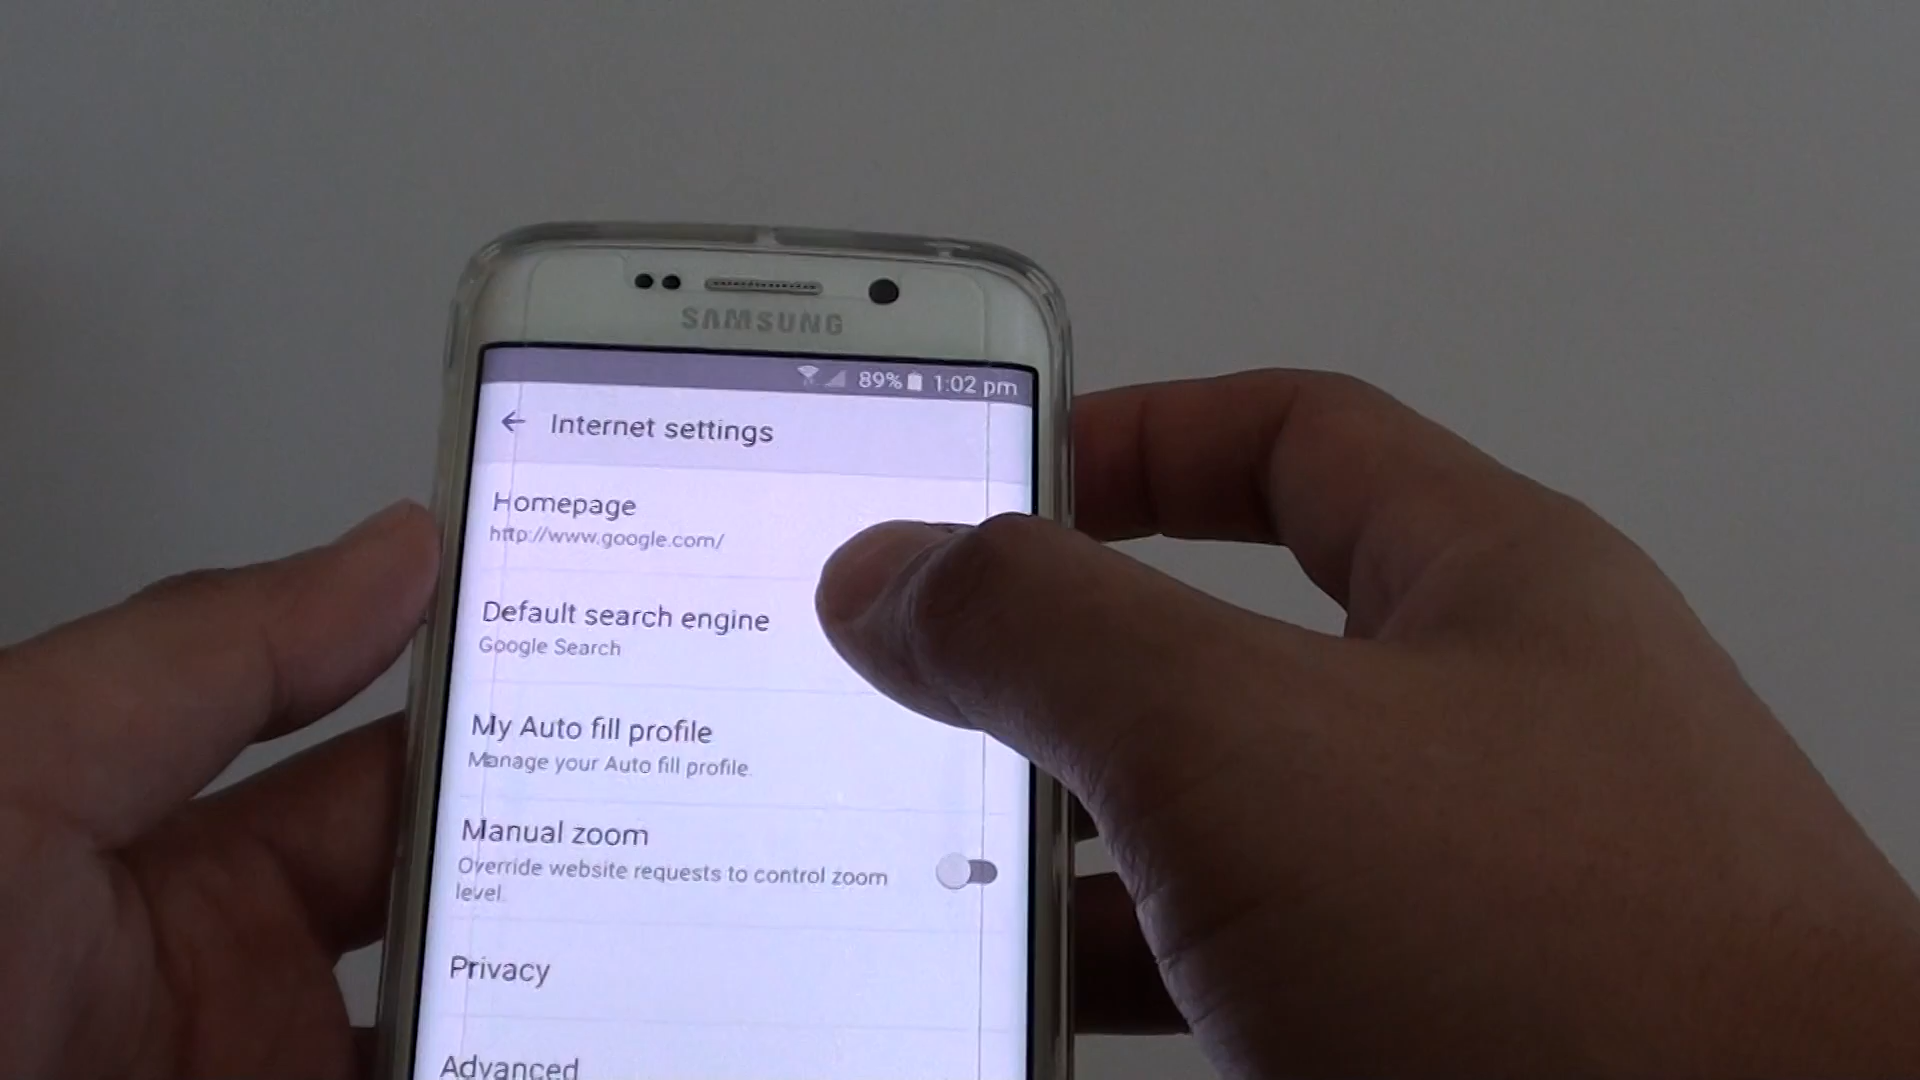 SAMSUNG
89% 1:02 pm
Internet settings
Homepage
http://www.google.com/
Default search engine
Google Search
My Auto fill profile
Manage your Auto fill profile.
Manual zoom
Override website requests to control zoom
level.
Privacy
Advanced